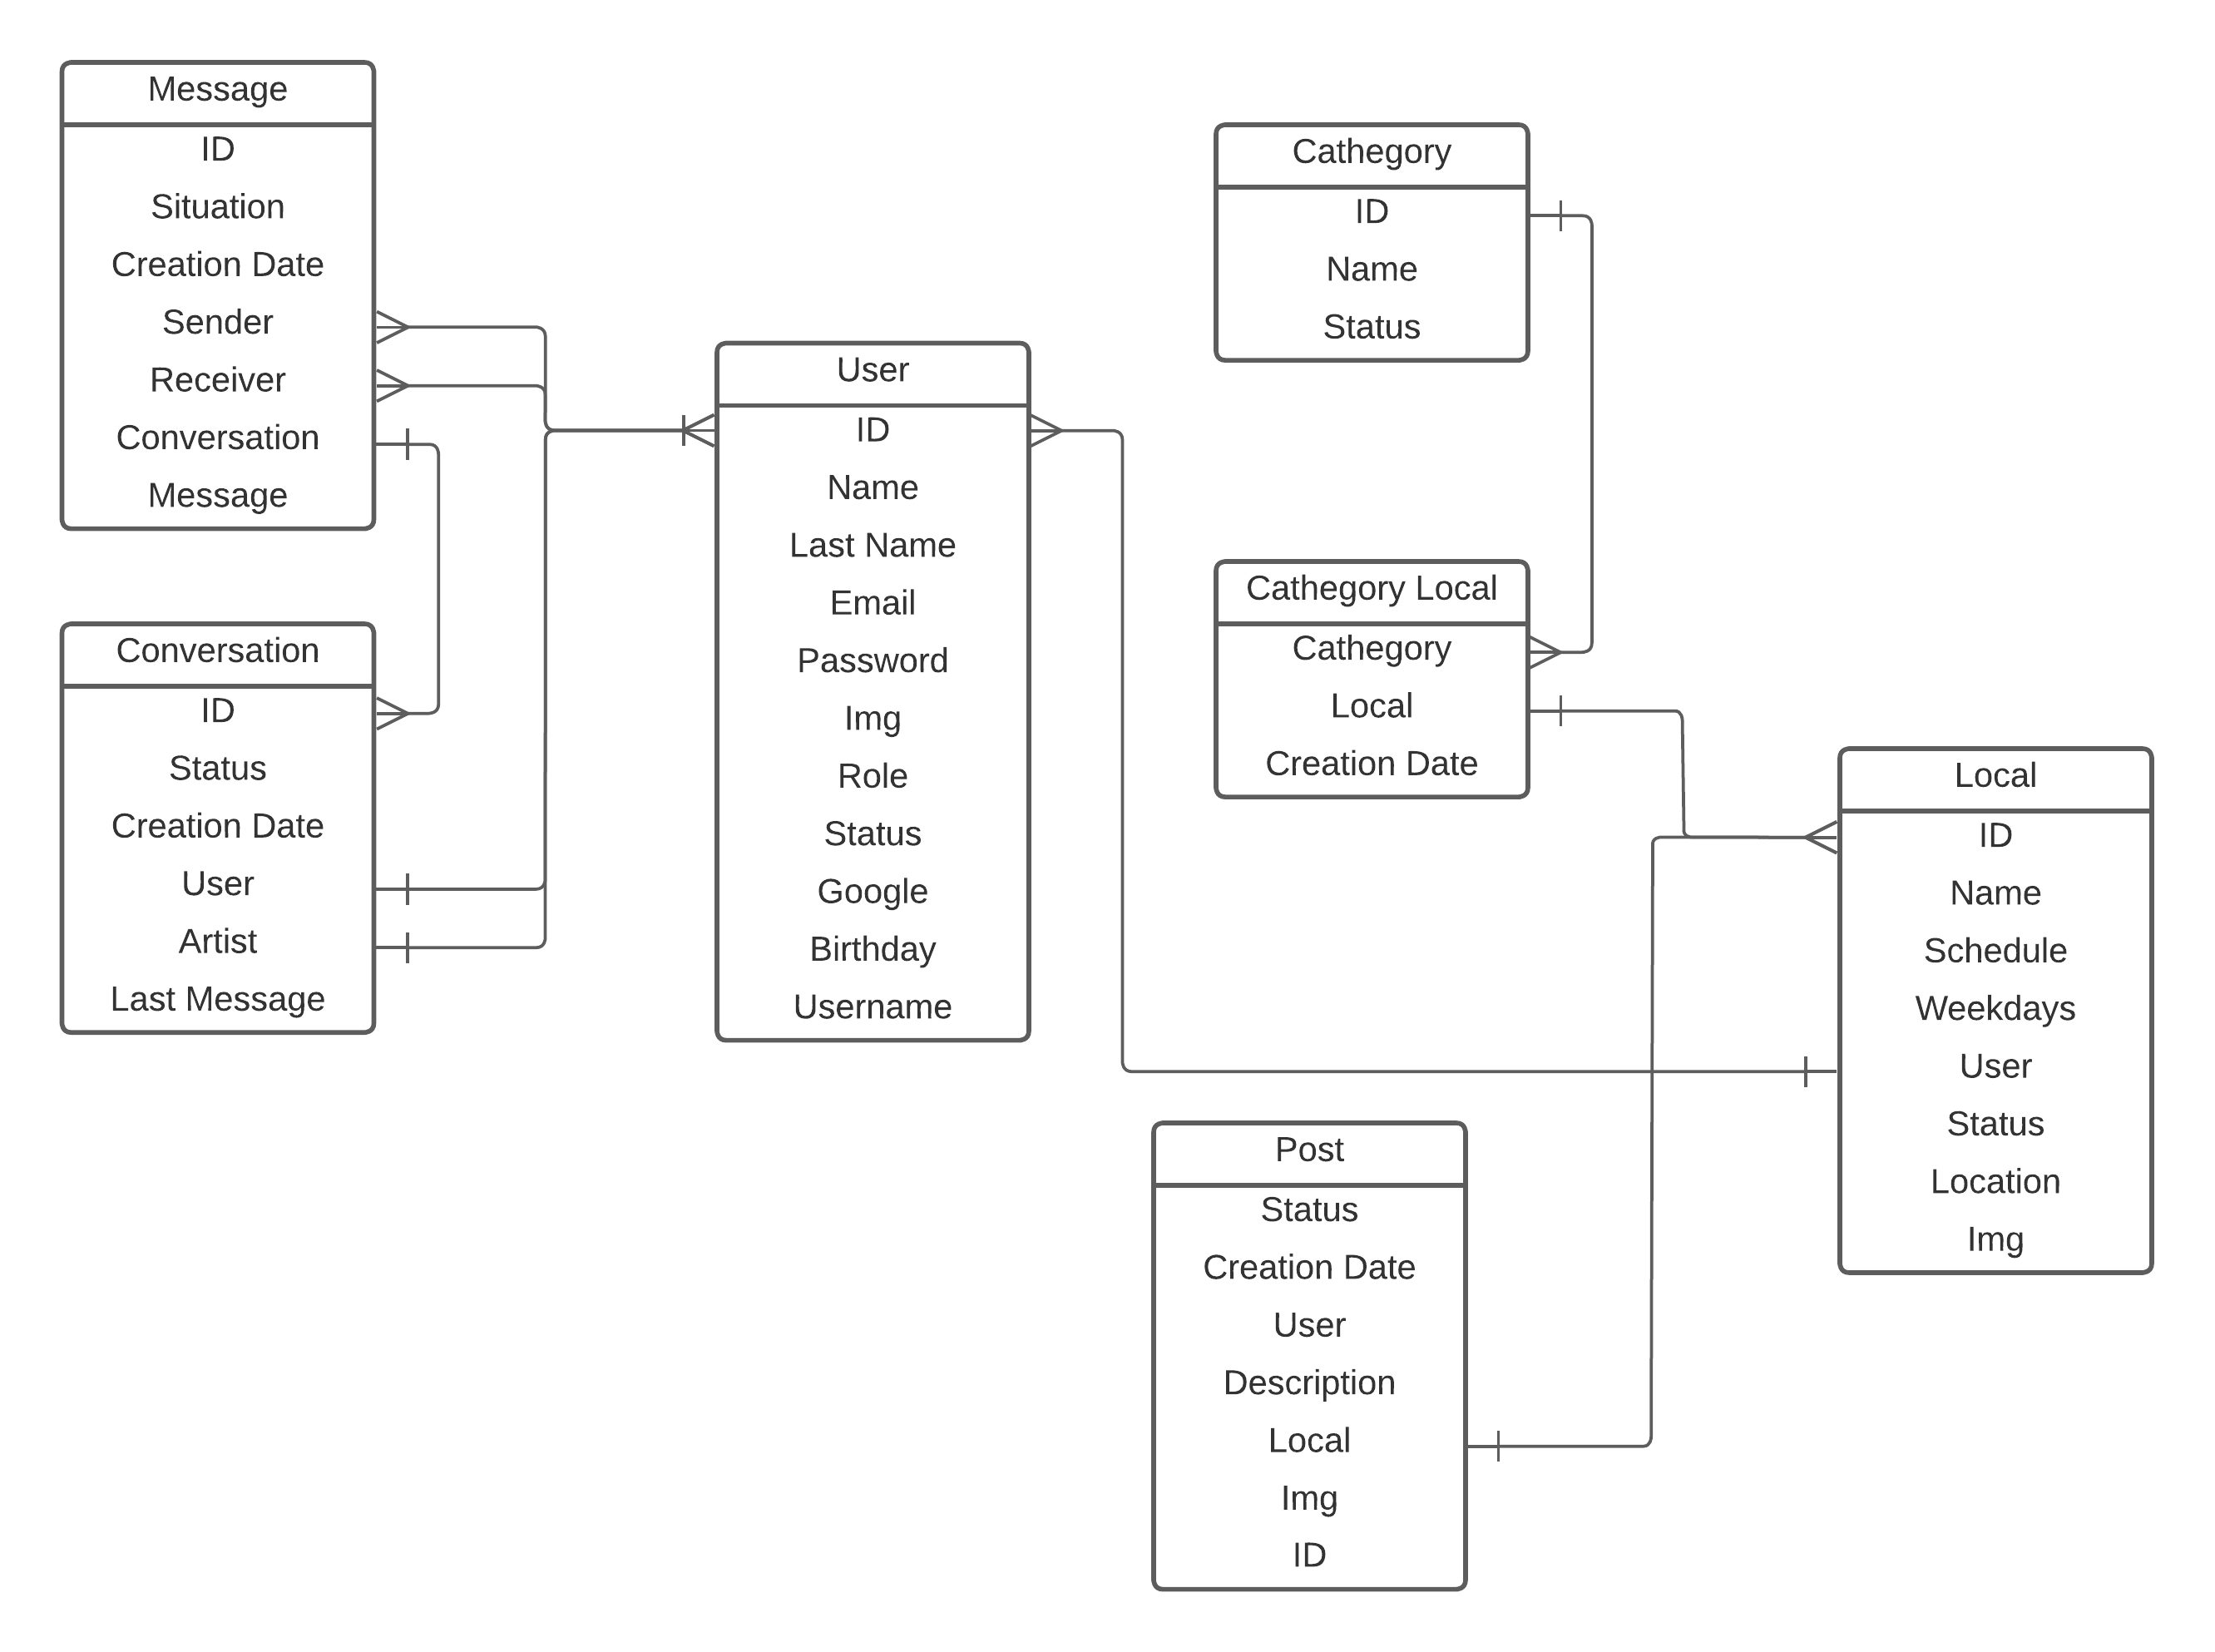 Message
ID
Situation
Creation Date
Sender
Receiver
Conversation
Message
Conversation
ID
Status
Creation Date
User
Artist
Last Message
User
ID
Name
Last Name
Email
Password
Img
Role
Status
Google
Birthday
Username
Cathegory
ID
Name
Status
Cathegory Local
Cathegory
Local
Creation Date
Post
Status
Creation Date
User
Description
Local
Img
ID
Local
ID
Name
Schedule
Weekdays
User
Status
Location
Img